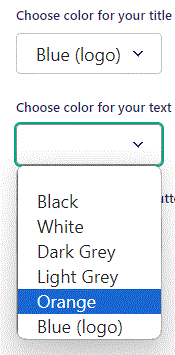 Choose color for your title
Blue (logo)
Choose color for your text
Black
White
Dark Grey
Light Grey
Orange
Blue (logo)